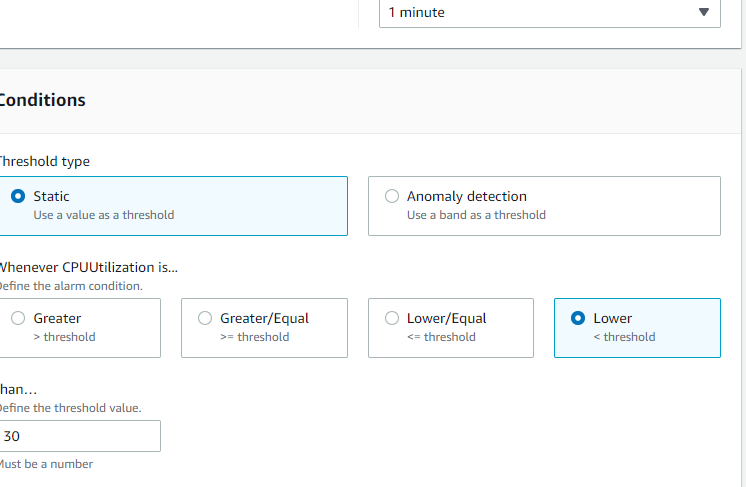 1 minute
Conditions
Threshold type
Static
Use a value as a threshold
Anomaly detection
Use a band as a threshold
Whenever CPUUtilization is...
Define the alarm condition.
Greater
> threshold
Greater/Equal
>= threshold
Lower/Equal
<= threshold
Lower
< threshold
than…
Define the threshold value.
30
Must be a number